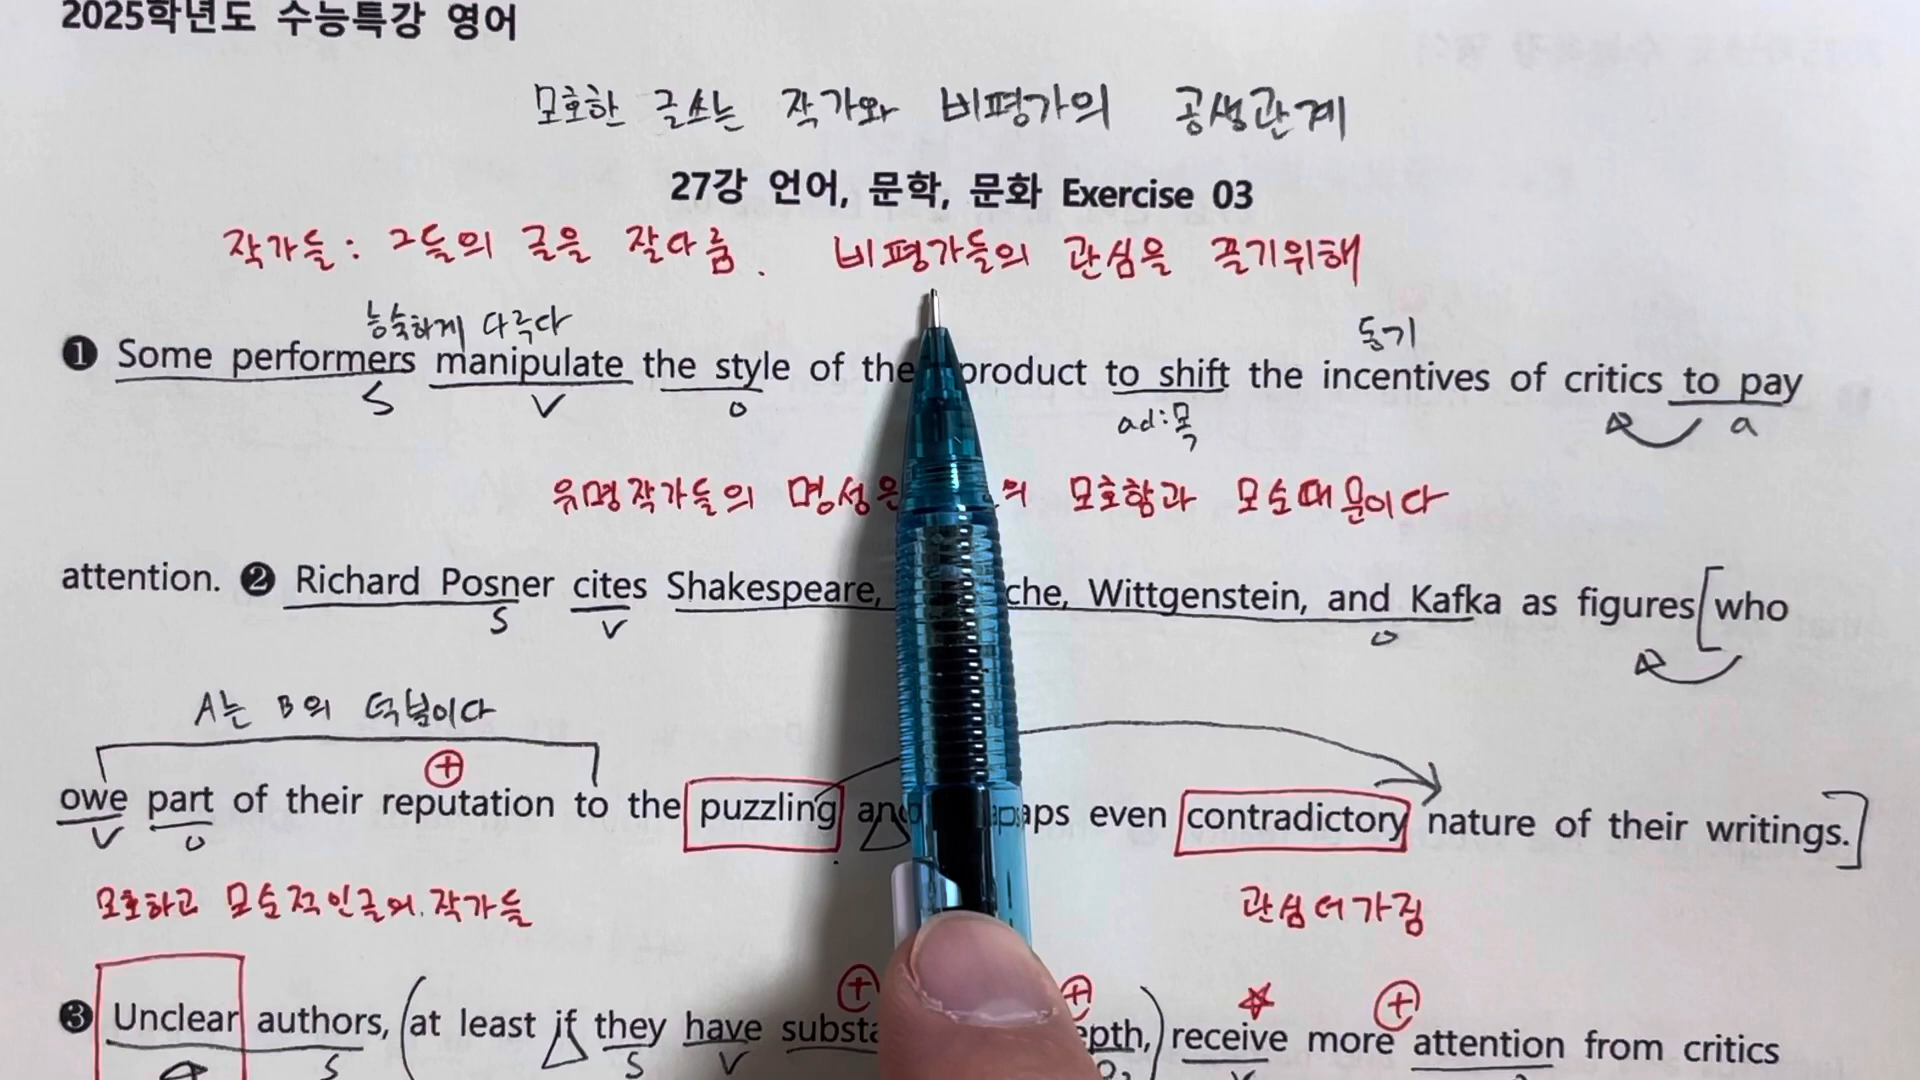 2025학년도 수능특강 영어
모호한 글쓰는 작가와 비평가의 공생관계
27강 언어, 문학, 문화 Exercise 03
작가들 : 그들의 글을 잘다룸. 비평가들의 관심을 끌기위해
능숙하게 다루다 동기
❶ Some performers manipulate the style of the product to shift the incentives of critics to pay
S V o ad:목 a
유명작가들의 명성은 의 모호함과 모순때문이다
attention. ❷ Richard Posner cites Shakespeare, che, Wittgenstein, and Kafka as figures [who
S V o
A는 B의 덕분이다
+
owe part of their reputation to the puzzling aps even contradictory nature of their writings.]
V o
모호하고 모순적인글의 작가들 관심더가짐
+ + +
❸ Unclear authors, (at least if they have substa epth,) receive more attention from critics
S S V V